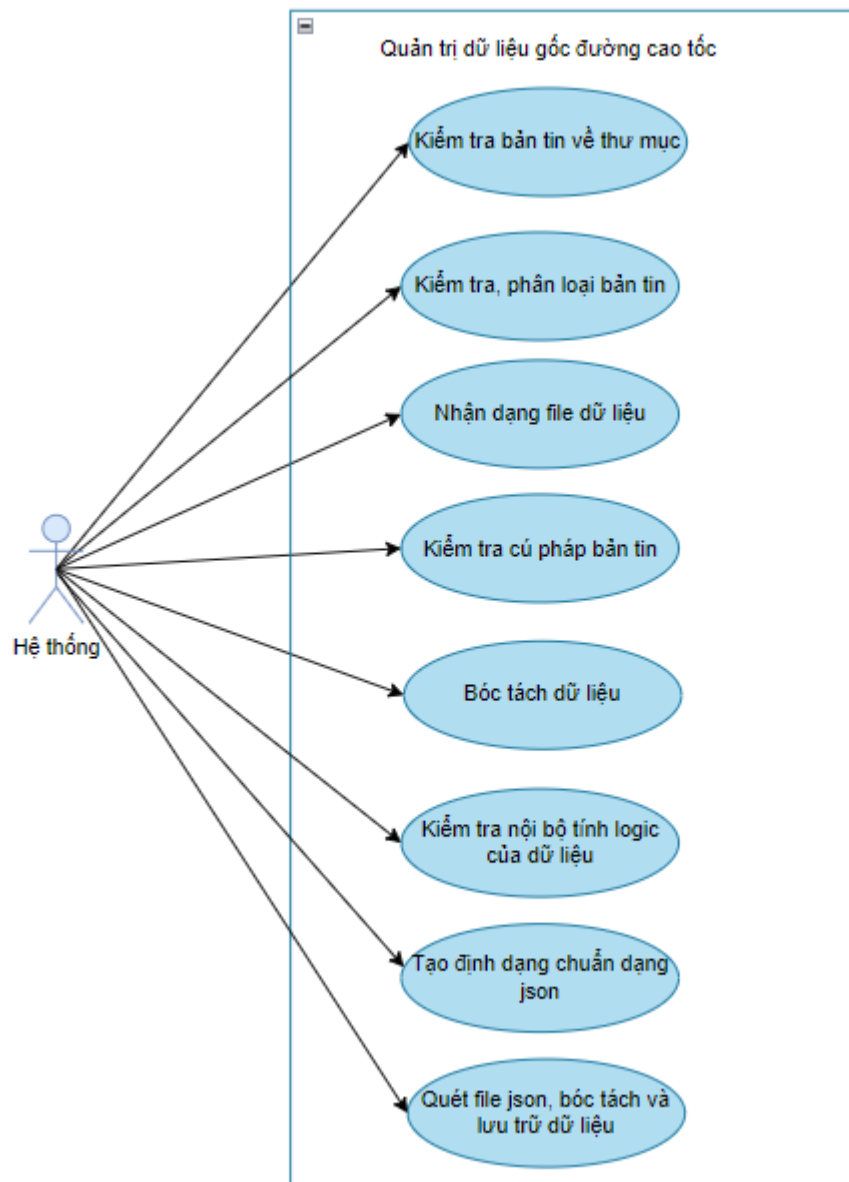 Quản trị dữ liệu gốc đường cao tốc
Kiểm tra bản tin về thư mục
Kiểm tra, phân loại bản tin
Nhận dạng file dữ liệu
Kiểm tra cú pháp bản tin
Hệ thống
Bóc tách dữ liệu
Kiểm tra nội bộ tính logic
của dữ liệu
Tạo định dạng chuẩn dạng
json
Quét file json, bóc tách và
lưu trữ dữ liệu